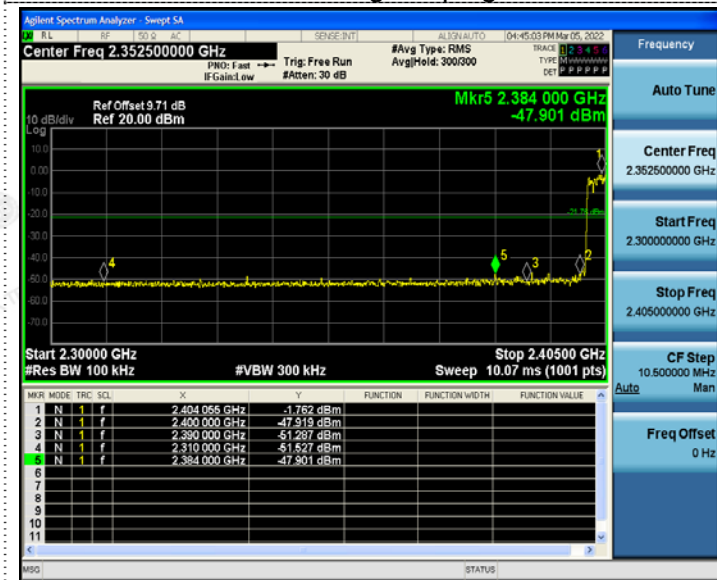 Agilent Spectrum Analyzer - Swept SA
RL RF 50 Ω AC SENSE:INT ALIGNAUTO 04:45:03 PM Mar 05, 2022
Center Freq 2.352500000 GHz
#Avg Type: RMS
TRACE 1 2 3 4 5 6
PNO: Fast Trig: Free Run Avg|Hold: 300/300 TYPE M
IFGain:Low #Atten: 30 dB DET P P P P P P
Mkr5 2.384 000 GHz
Ref Offset 9.71 dB
10 dB/div Ref 20.00 dBm -47.901 dBm
Log
10.0
0.00
-10.0
-20.0
-21.76 dBm
-30.0
-40.0
-50.0
-60.0
-70.0
1
2
3
4
5
Start 2.30000 GHz Stop 2.40500 GHz
#Res BW 100 kHz #VBW 300 kHz Sweep 10.07 ms (1001 pts)
MKR MODE TRC SCL X Y FUNCTION FUNCTION WIDTH FUNCTION VALUE
1 N 1 f 2.404 055 GHz -1.762 dBm
2 N 1 f 2.400 000 GHz -47.919 dBm
3 N 1 f 2.390 000 GHz -51.287 dBm
4 N 1 f 2.310 000 GHz -51.527 dBm
5 N 1 f 2.384 000 GHz -47.901 dBm
6
7
8
9
10
11
MSG STATUS
Frequency
Auto Tune
Center Freq
2.352500000 GHz
Start Freq
2.300000000 GHz
Stop Freq
2.405000000 GHz
CF Step
10.500000 MHz
Auto Man
Freq Offset
0 Hz